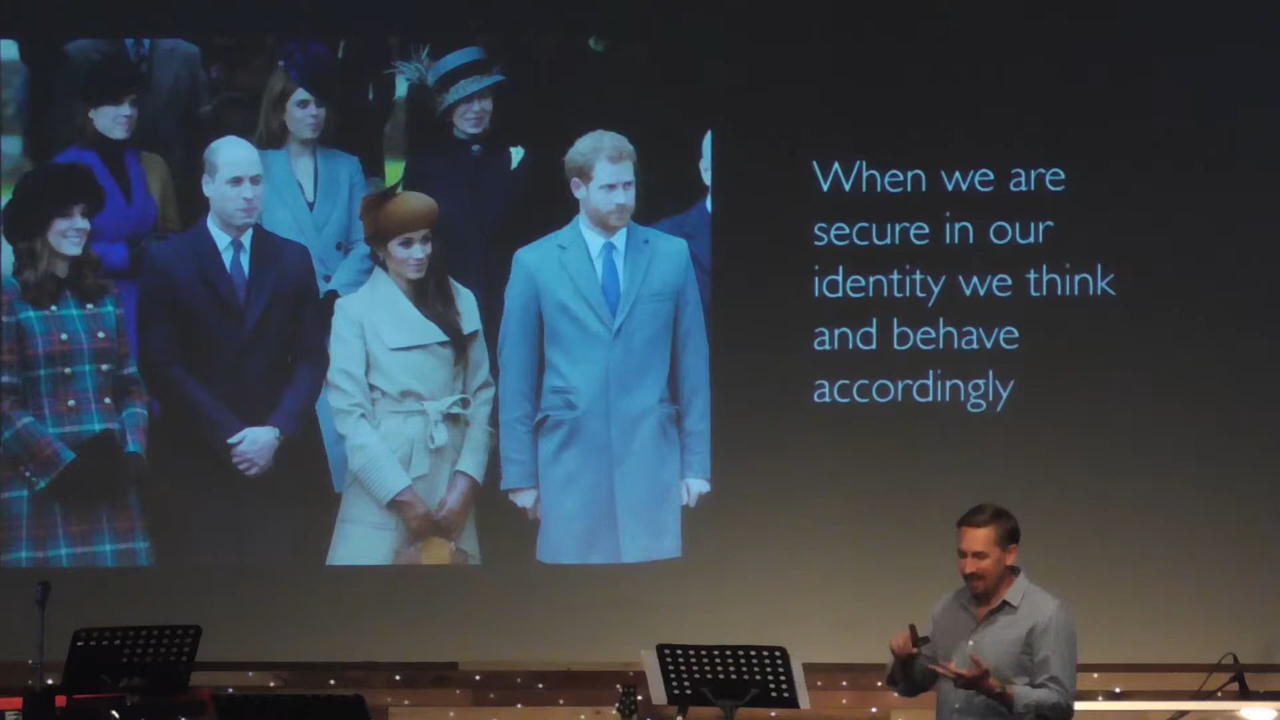 When we are
secure in our
identity we think
and behave
accordingly